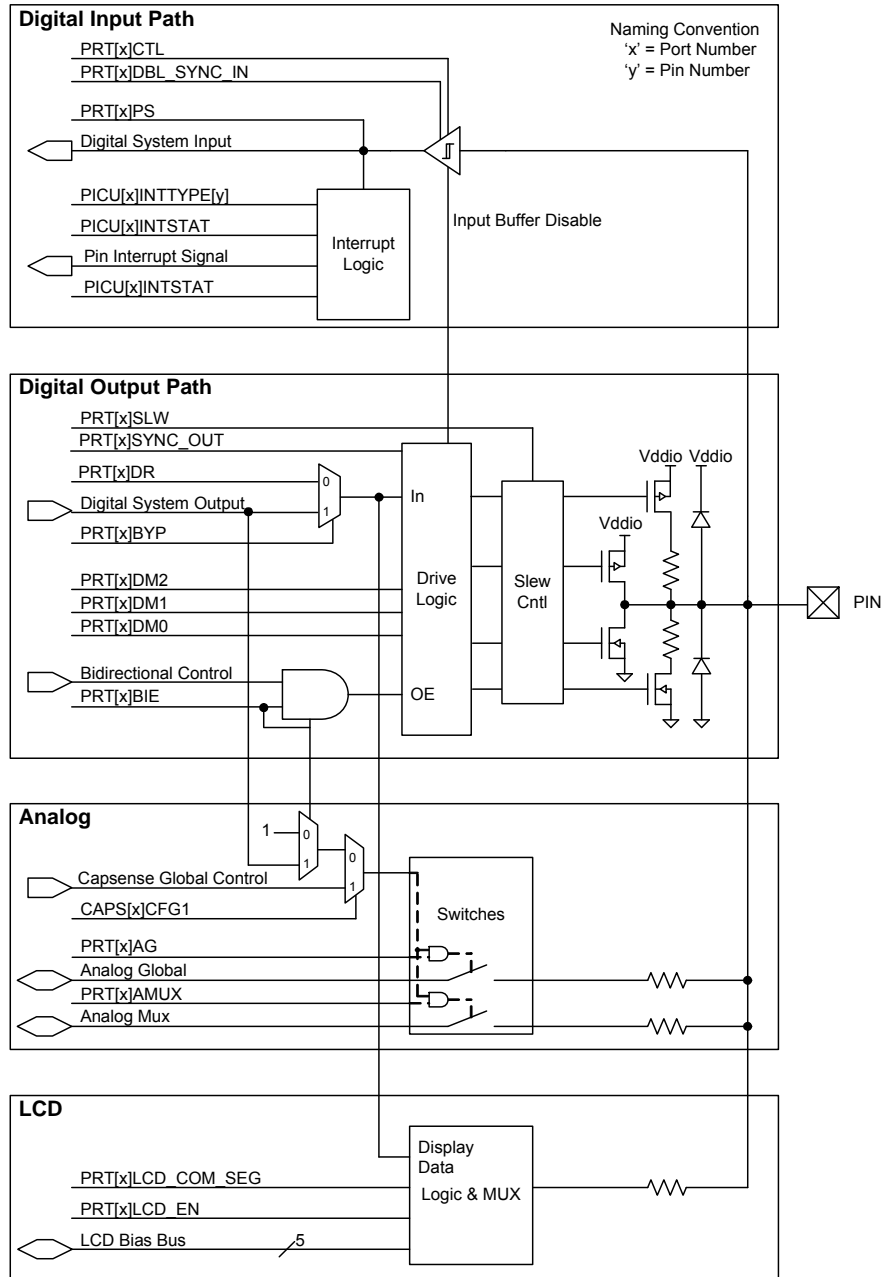 Digital Input Path
Naming Convention
‘x’ = Port Number
‘y’ = Pin Number
PRT[x]CTL
PRT[x]DBL_SYNC_IN
PRT[x]PS
Digital System Input
PICU[x]INTTYPE[y]
PICU[x]INTSTAT
Pin Interrupt Signal
PICU[x]INTSTAT
Interrupt
Logic
Input Buffer Disable
Digital Output Path
PRT[x]SLW
PRT[x]SYNC_OUT
PRT[x]DR
Digital System Output
PRT[x]BYP
0
1
PRT[x]DM2
PRT[x]DM1
PRT[x]DM0
Bidirectional Control
PRT[x]BIE
In
Drive
Logic
OE
Slew
Cntl
Vddio
Vddio
Vddio
PIN
Analog
1
0
1
0
1
Capsense Global Control
CAPS[x]CFG1
Switches
PRT[x]AG
Analog Global
PRT[x]AMUX
Analog Mux
LCD
Display
Data
Logic & MUX
PRT[x]LCD_COM_SEG
PRT[x]LCD_EN
LCD Bias Bus
5